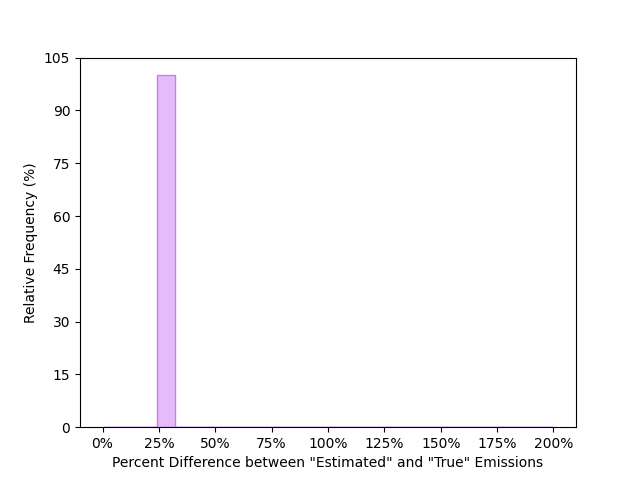 105
90
75
60
45
30
15
0
Relative Frequency (%)
0% 25% 50% 75% 100% 125% 150% 175% 200%
Percent Difference between "Estimated" and "True" Emissions